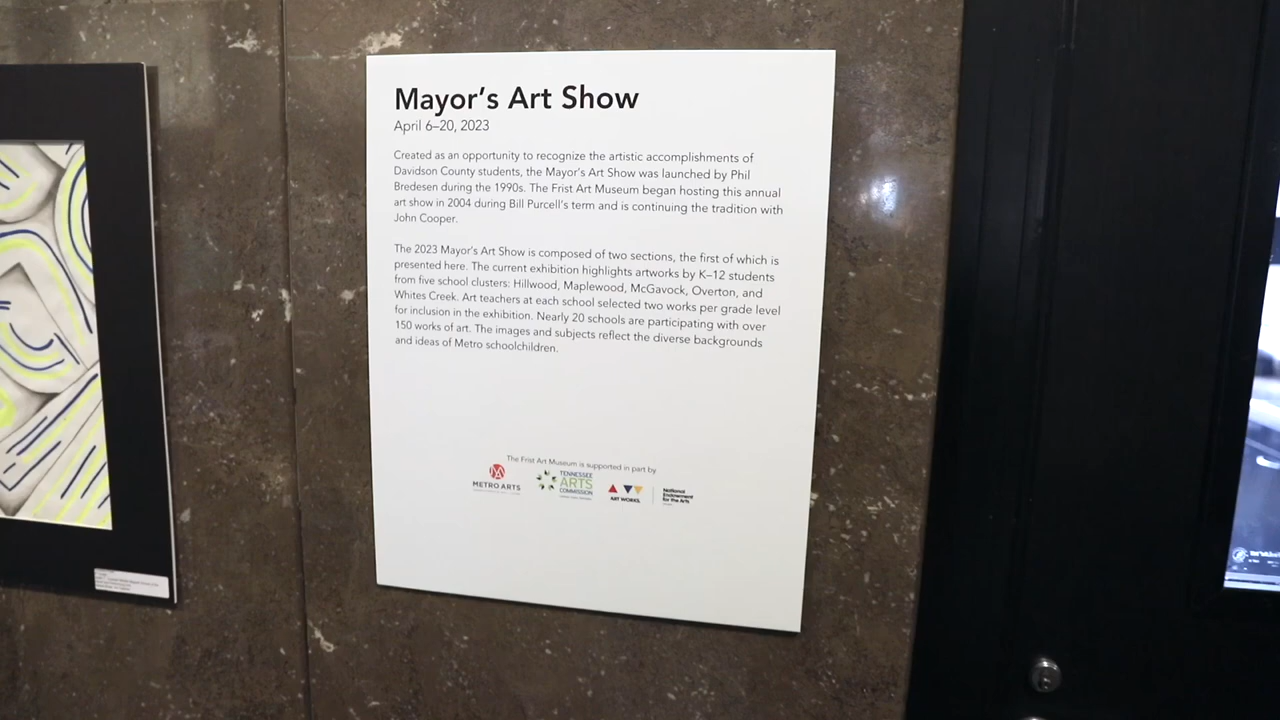 Mayor's Art Show
April 6–20, 2023
Created as an opportunity to recognize the artistic accomplishments of
Davidson County students, the Mayor's Art Show was launched by Phil
Bredesen during the 1990s. The Frist Art Museum began hosting this annual
art show in 2004 during Bill Purcell's term and is continuing the tradition with
John Cooper.
The 2023 Mayor's Art Show is composed of two sections, the first of which is
presented here. The current exhibition highlights artworks by K–12 students
from five school clusters: Hillwood, Maplewood, McGavock, Overton, and
Whites Creek. Art teachers at each school selected two works per grade level
for inclusion in the exhibition. Nearly 20 schools are participating with over
150 works of art. The images and subjects reflect the diverse backgrounds
and ideas of Metro schoolchildren.
The Frist Art Museum is supported in part by
METRO ARTS
TENNESSEE
ARTS
COMMISSION
ART WORKS.
National
Endowment
for the Arts